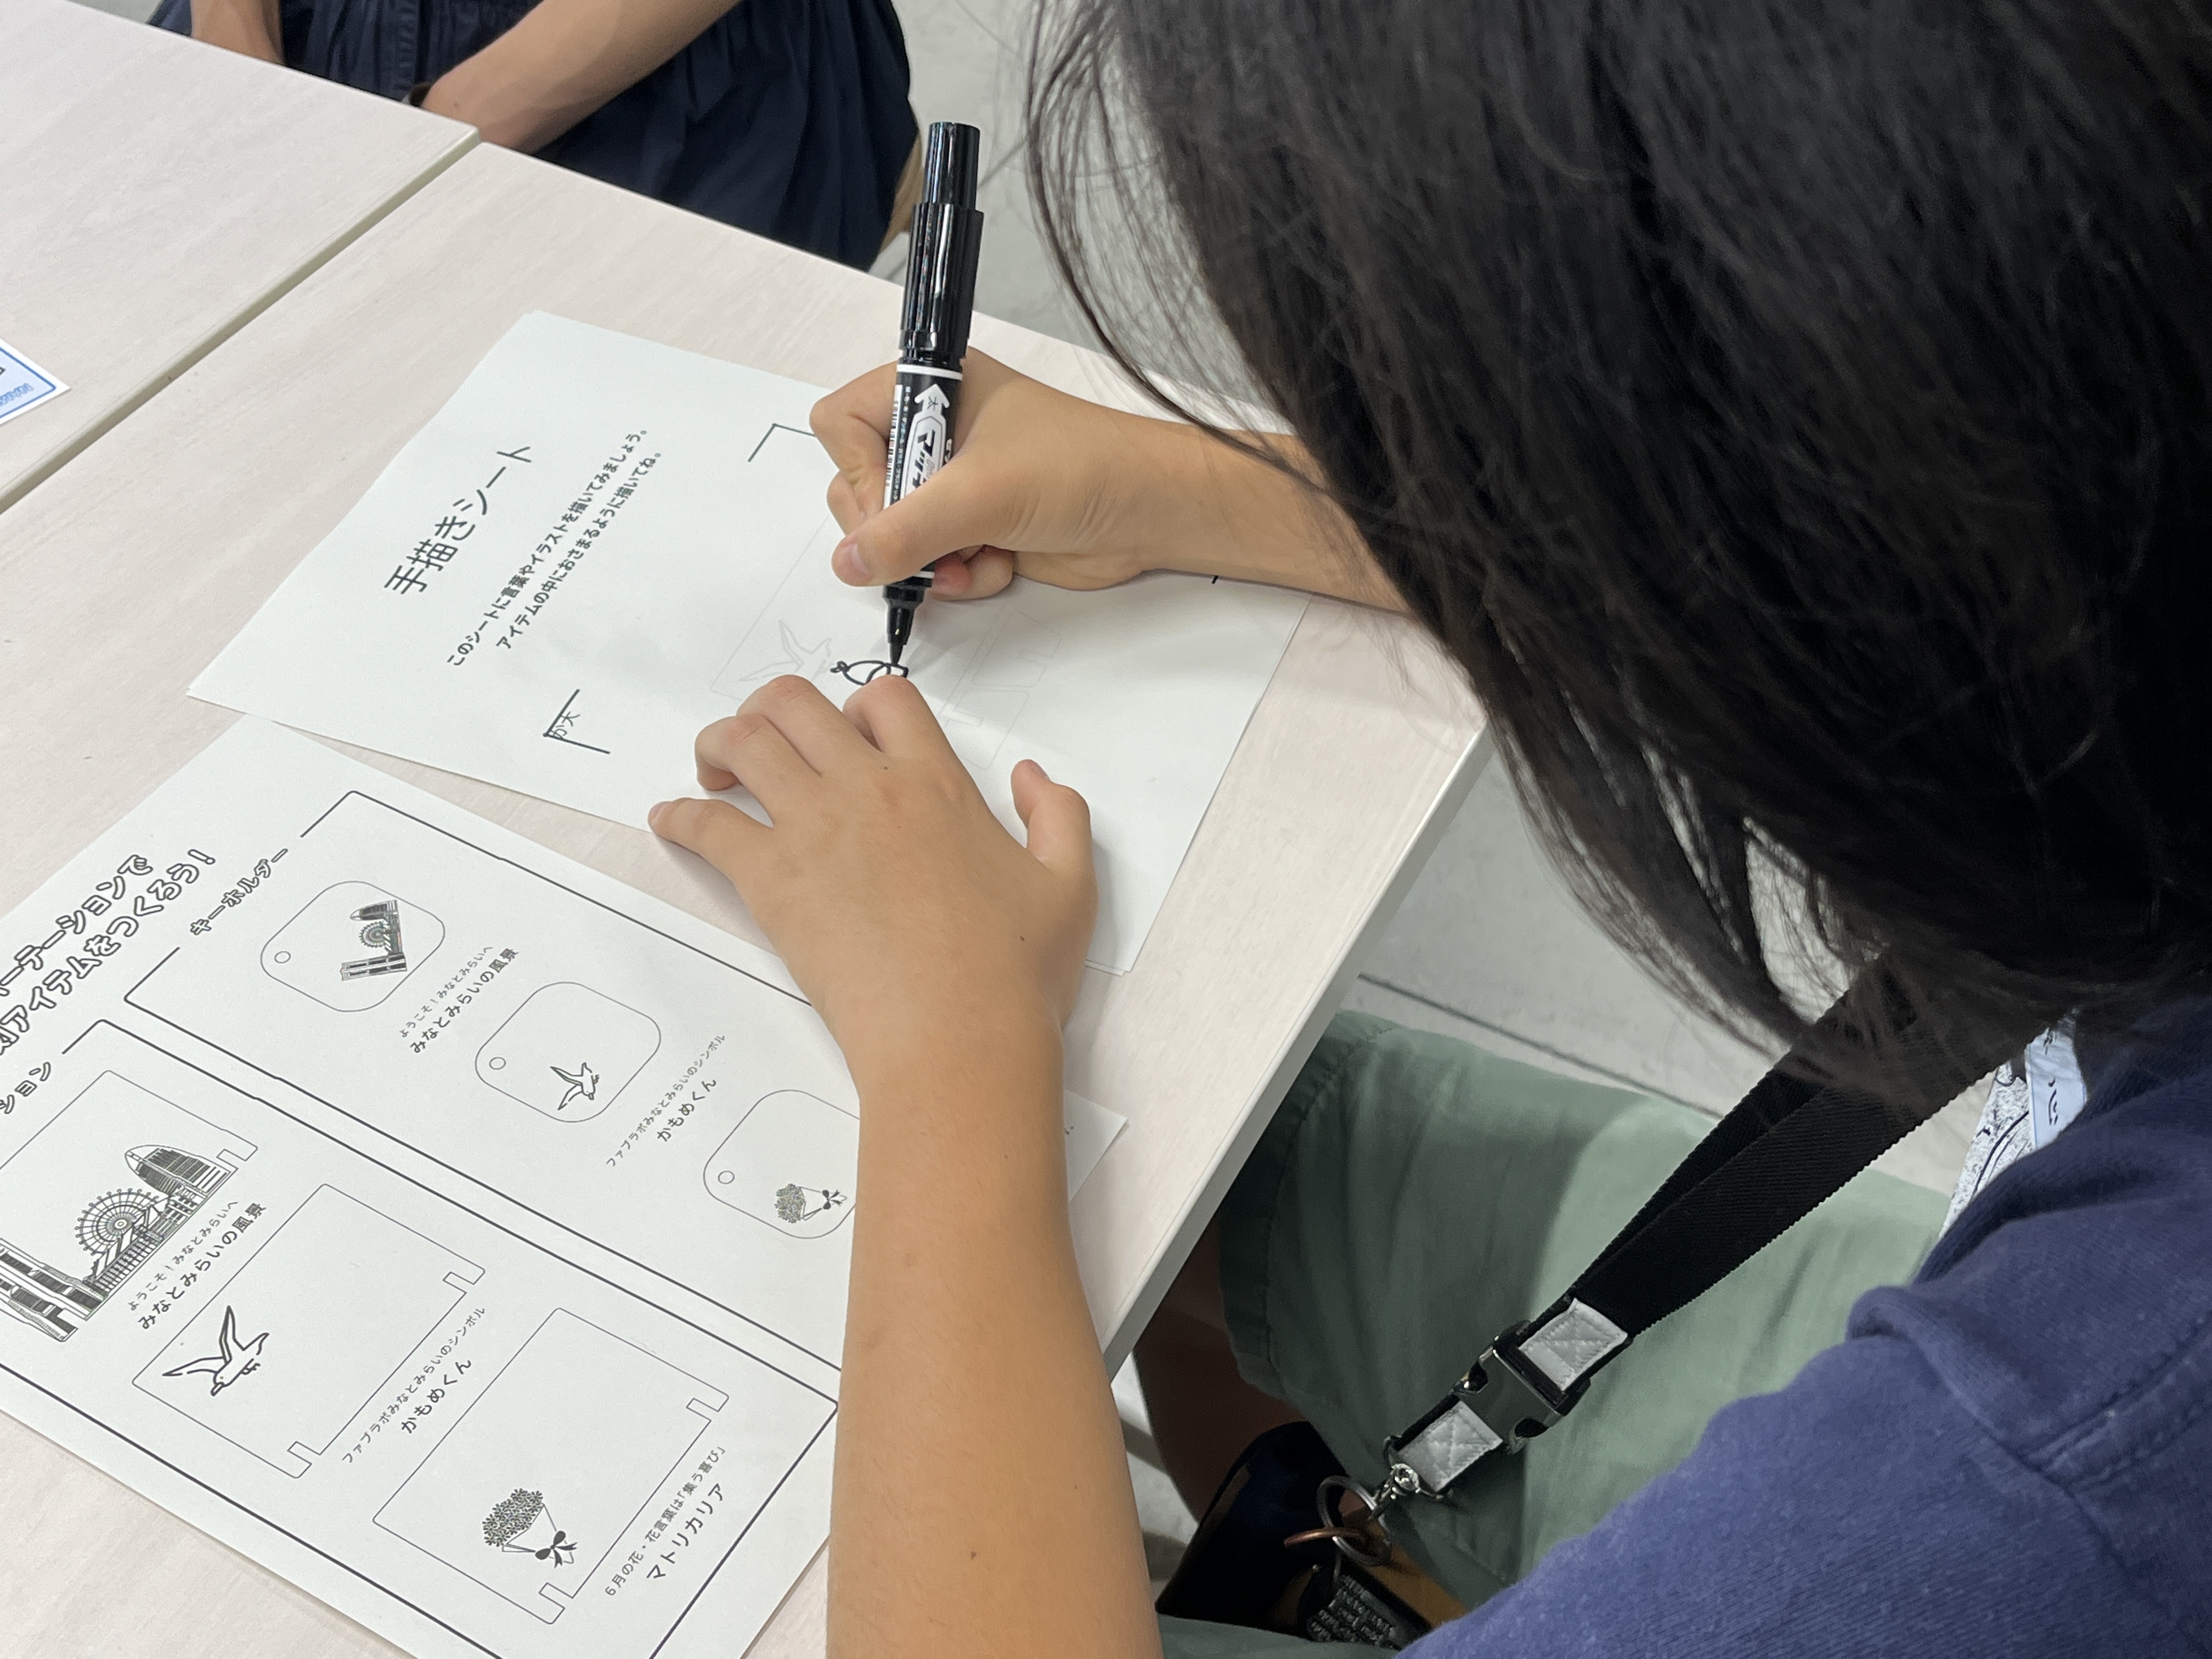 手描きシート
このシートに言葉やイラストを描いてみましょう。
アイテムの中におさまるように描いてね。
マッキー
太
ーテーションで
アイテムをつくろう！
キーホルダー
ようこそ！みなとみらいへ
みなとみらいの風景
ファブラボみなとみらいのシンボル
かもめくん
ション
ようこそ！みなとみらいへ
みなとみらいの風景
ファブラボみなとみらいのシンボル
かもめくん
6月の花・花言葉は「集う喜び」
マトリカリア